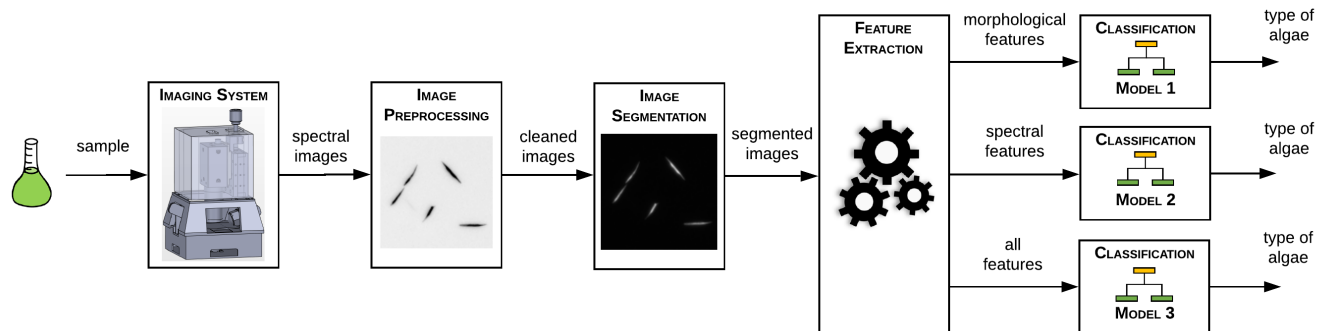 sample
IMAGING SYSTEM
spectral
images
IMAGE
PREPROCESSING
cleaned
images
IMAGE
SEGMENTATION
segmented
images
FEATURE
EXTRACTION
morphological
features
CLASSIFICATION
MODEL 1
type of
algae
spectral
features
CLASSIFICATION
MODEL 2
type of
algae
all
features
CLASSIFICATION
MODEL 3
type of
algae